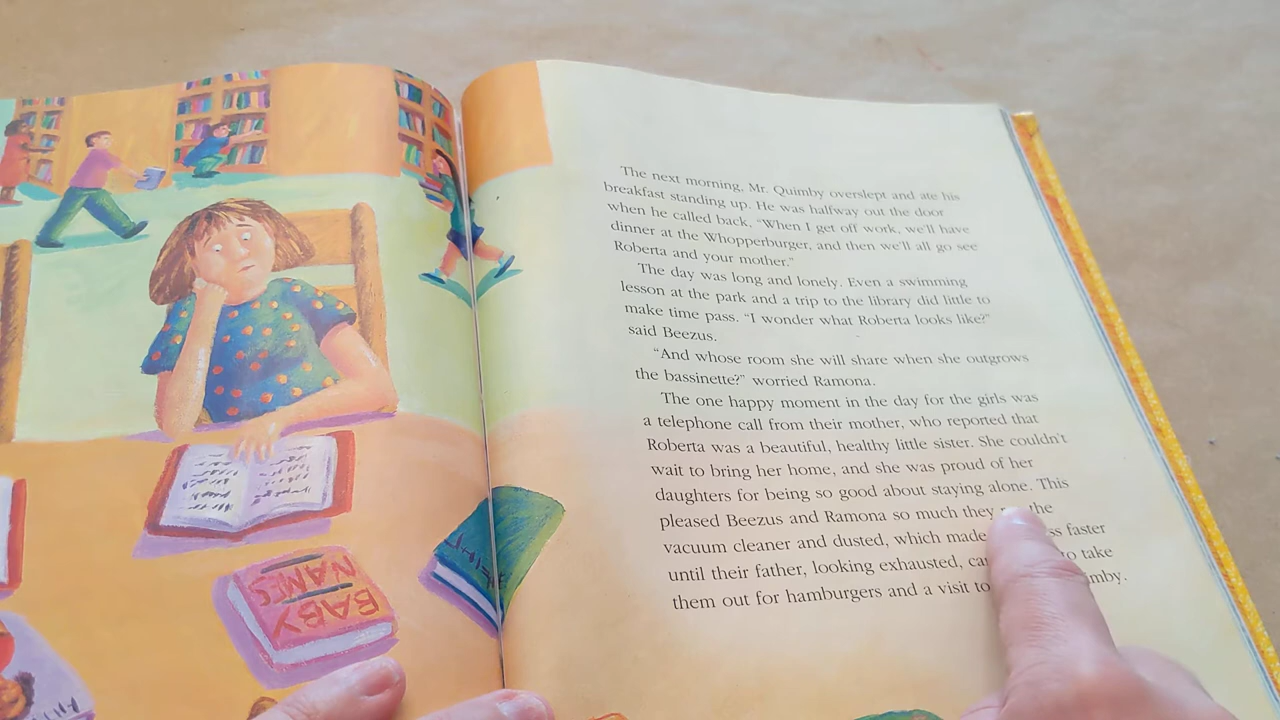 BABY
NAMES
The next morning, Mr. Quimby overslept and ate his
breakfast standing up. He was halfway out the door
when he called back, "When I get off work, we'll have
dinner at the Whopperburger, and then we'll all go see
Roberta and your mother."
The day was long and lonely. Even a swimming
lesson at the park and a trip to the library did little to
make time pass. "I wonder what Roberta looks like?"
said Beezus.
"And whose room she will share when she outgrows
the bassinette?" worried Ramona.
The one happy moment in the day for the girls was
a telephone call from their mother, who reported that
Roberta was a beautiful, healthy little sister. She couldn't
wait to bring her home, and she was proud of her
daughters for being so good about staying alone. This
pleased Beezus and Ramona so much they the
vacuum cleaner and dusted, which made faster
until their father, looking exhausted, to take
them out for hamburgers and a visit to